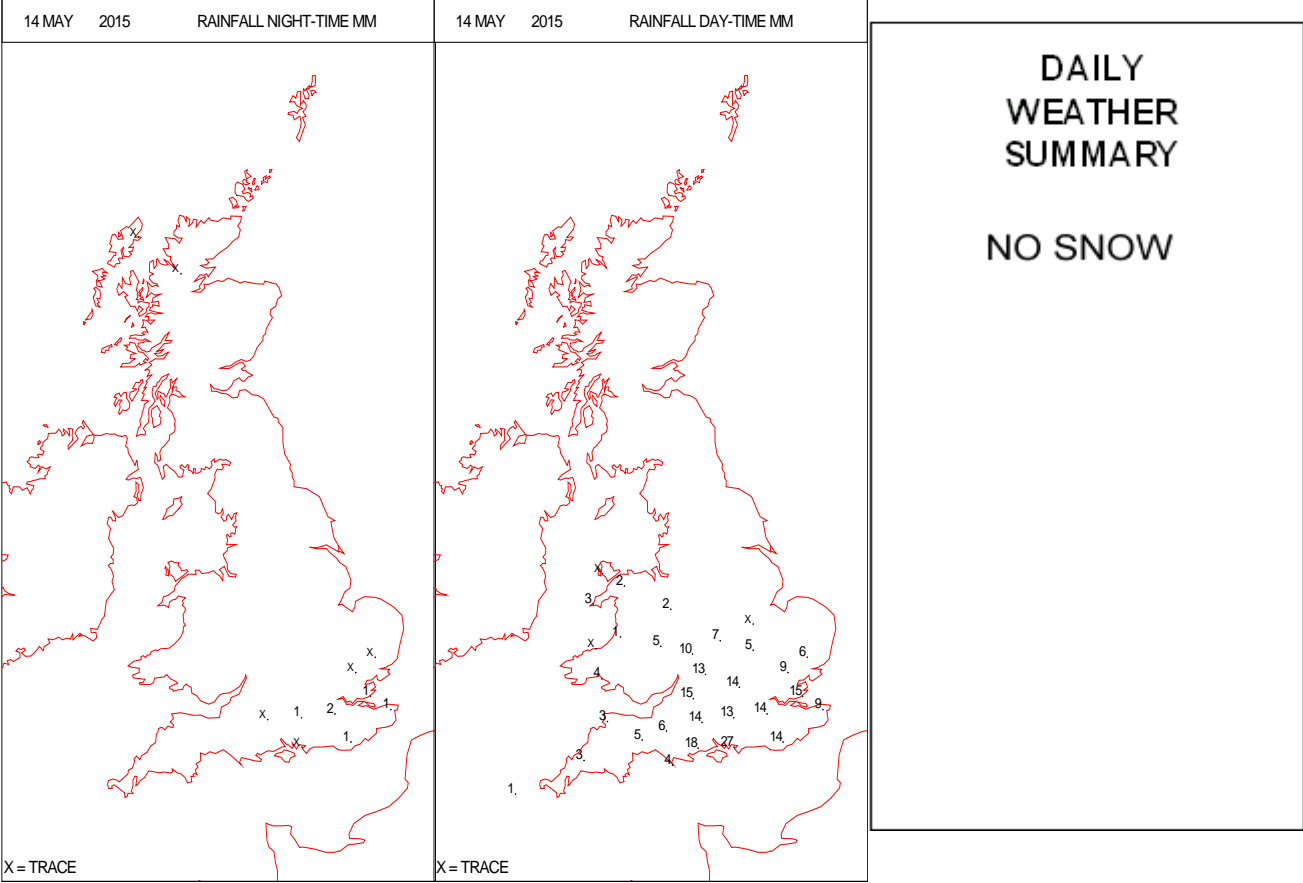 14 MAY 2015 RAINFALL NIGHT-TIME MM
X
X
X
X
1
X 1 2 1
X 1
X = TRACE
14 MAY 2015 RAINFALL DAY-TIME MM
X
2
3 2
X
1 7
X 5 10 5 6
4 13 9
14
15 15
3 14 13 14 9
5 6
18 27 14
3 4
1
X = TRACE
DAILY
WEATHER
SUMMARY
NO SNOW